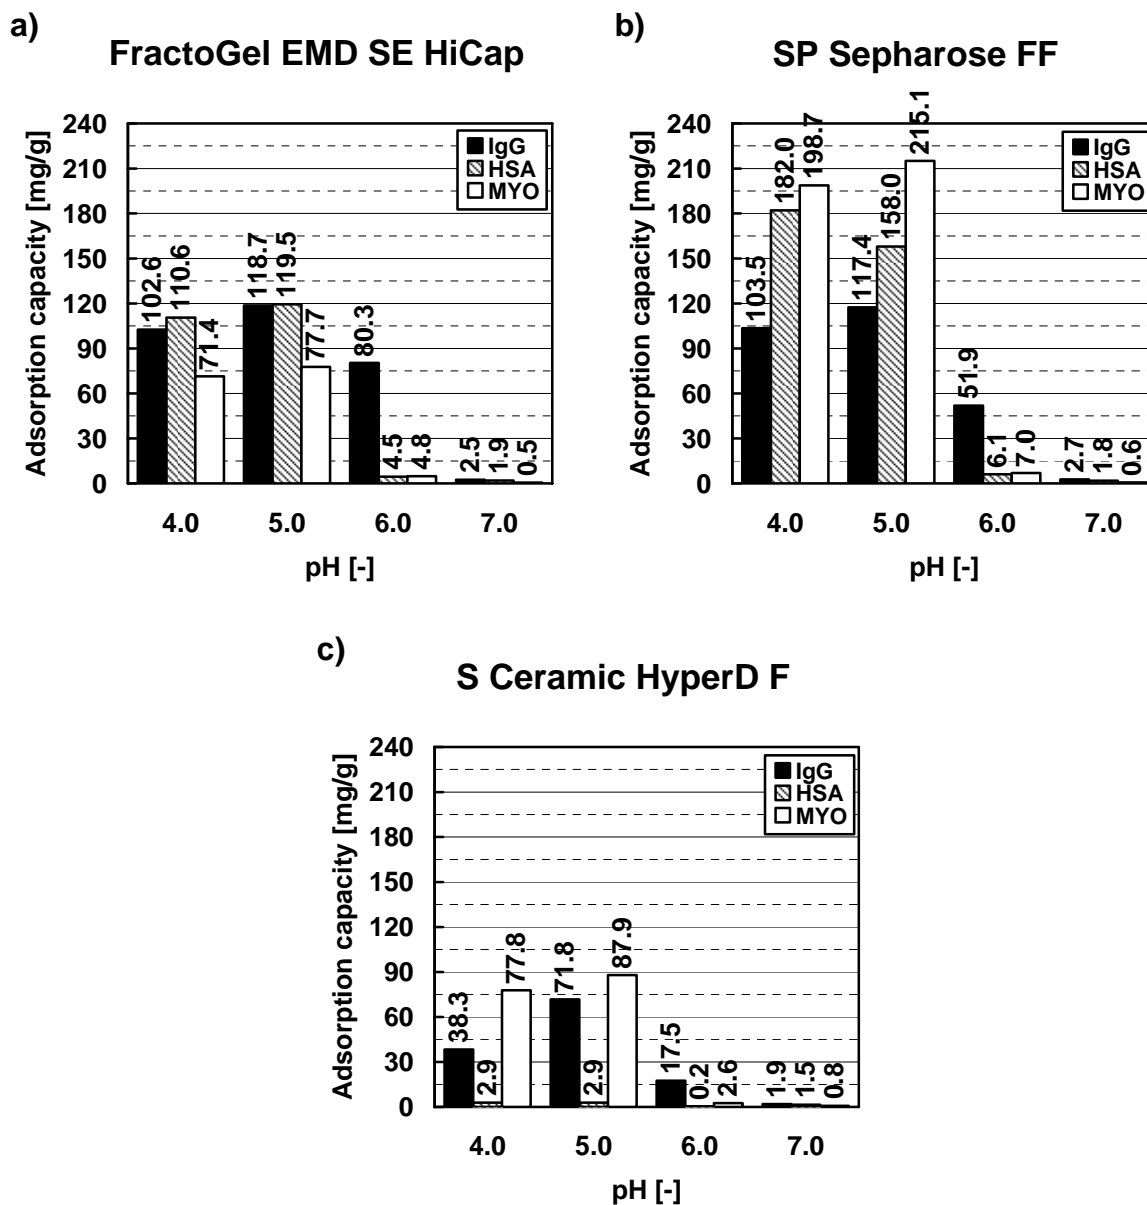 a)
FractoGel EMD SE HiCap
Adsorption capacity [mg/g]
240
210
180
150
120
90
60
30
0
IgG
HSA
MYO
102.6
110.6
71.4
118.7
119.5
77.7
80.3
4.5
4.8
2.5
1.9
0.5
4.0 5.0 6.0 7.0
pH [-]
b)
SP Sepharose FF
Adsorption capacity [mg/g]
240
210
180
150
120
90
60
30
0
IgG
HSA
MYO
103.5
182.0
198.7
117.4
158.0
215.1
51.9
6.1
7.0
2.7
1.8
0.6
4.0 5.0 6.0 7.0
pH [-]
c)
S Ceramic HyperD F
Adsorption capacity [mg/g]
240
210
180
150
120
90
60
30
0
IgG
HSA
MYO
38.3
2.9
77.8
71.8
2.9
87.9
17.5
0.2
2.6
1.9
1.5
0.8
4.0 5.0 6.0 7.0
pH [-]